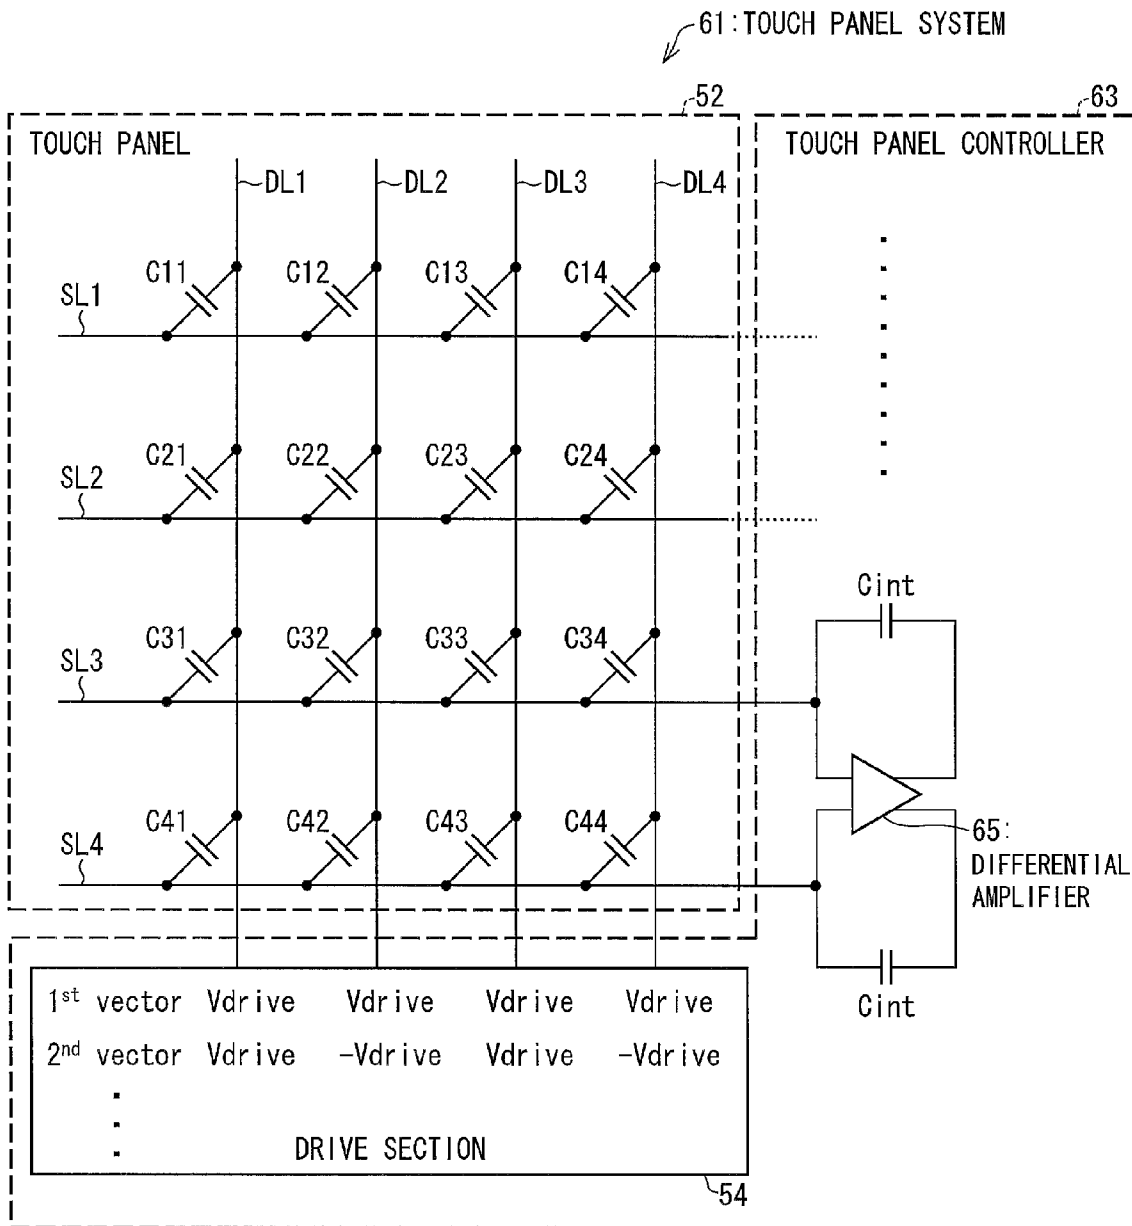 61:TOUCH PANEL SYSTEM
52
63
TOUCH PANEL
TOUCH PANEL CONTROLLER
DL1 DL2 DL3 DL4
C11 C12 C13 C14
SL1
C21 C22 C23 C24
SL2
Cint
C31 C32 C33 C34
SL3
C41 C42 C43 C44
SL4
65:
DIFFERENTIAL
AMPLIFIER
Cint
1st vector Vdrive Vdrive Vdrive Vdrive
2nd vector Vdrive -Vdrive Vdrive -Vdrive
DRIVE SECTION
54